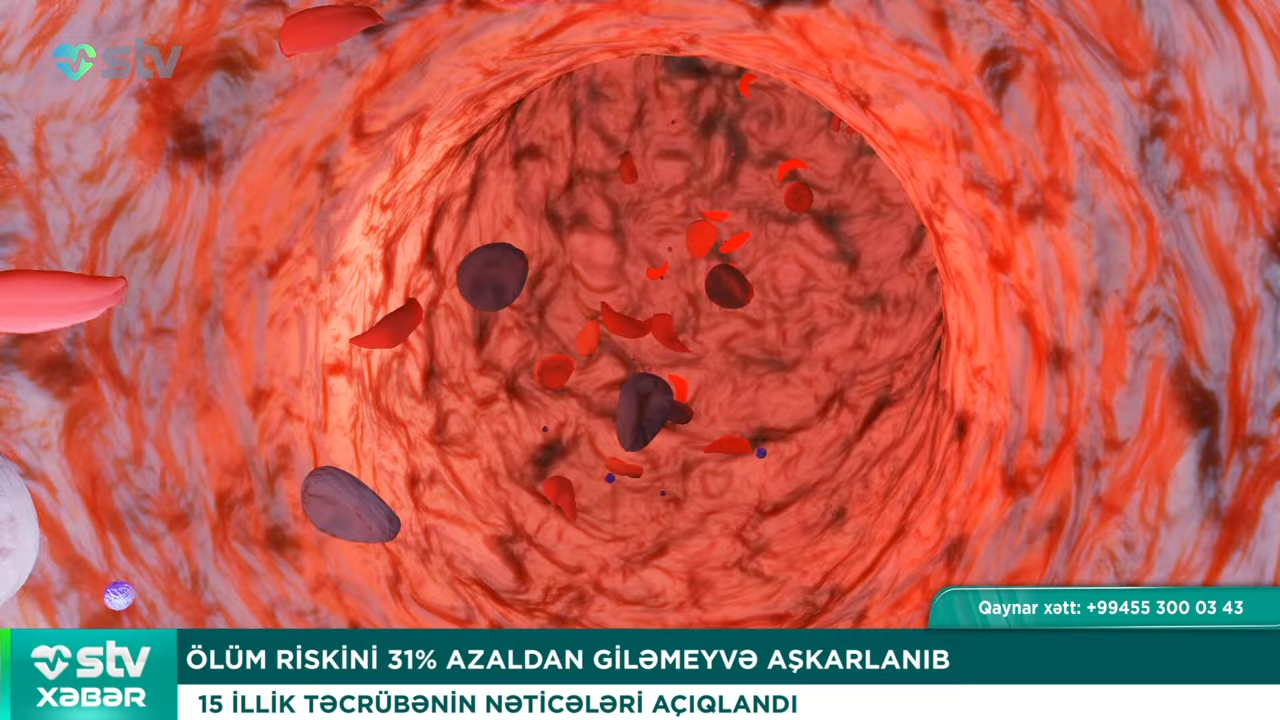 stv
Qaynar xətt: +99455 300 03 43
stv
XƏBƏR
ÖLÜM RİSKİNİ 31% AZALDAN GİLƏMEYVƏ AŞKARLANIB
15 İLLİK TƏCRÜBƏNİN NƏTİCƏLƏRİ AÇIQLANDI